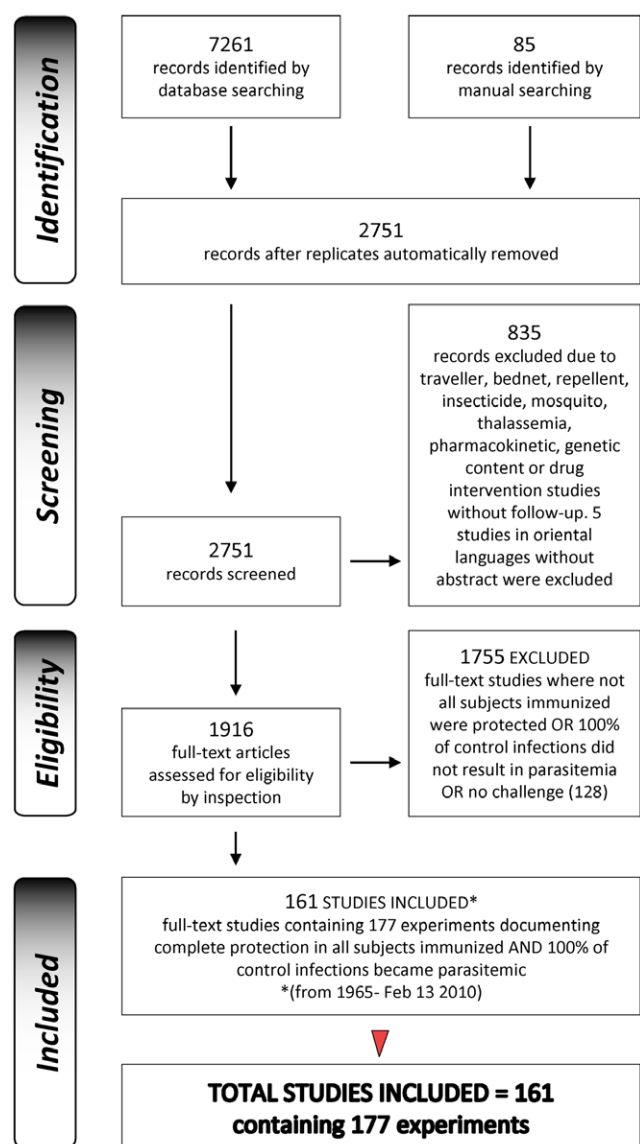 Identification
7261
records identified by
database searching
85
records identified by
manual searching
2751
records after replicates automatically removed
Screening
835
records excluded due to
traveller, bednet, repellent,
insecticide, mosquito,
thalassemia,
pharmacokinetic, genetic
content or drug
intervention studies
without follow-up. 5
studies in oriental
languages without
abstract were excluded
2751
records screened
Eligibility
1755 EXCLUDED
full-text studies where not
all subjects immunized
were protected OR 100%
of control infections did
not result in parasitemia
OR no challenge (128)
1916
full-text articles
assessed for eligibility
by inspection
Included
161 STUDIES INCLUDED*
full-text studies containing 177 experiments documenting
complete protection in all subjects immunized AND 100% of
control infections became parasitemic
*(from 1965- Feb 13 2010)
TOTAL STUDIES INCLUDED = 161
containing 177 experiments